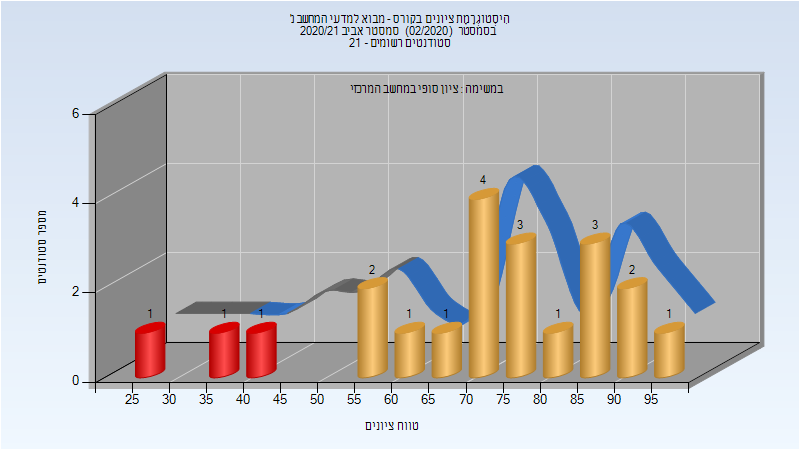 היסטוגרמת ציונים בקורס - מבוא למדעי המחשב נ'
בסמסטר (02/2020) סמסטר אביב 2020/21
סטודנטים רשומים - 21
במשימה : ציון סופי במחשב המרכזי
מספר סטודנטים
6
4
2
0
1
1
1
2
1
1
4
3
1
3
2
1
25 30 35 40 45 50 55 60 65 70 75 80 85 90 95
טווח ציונים